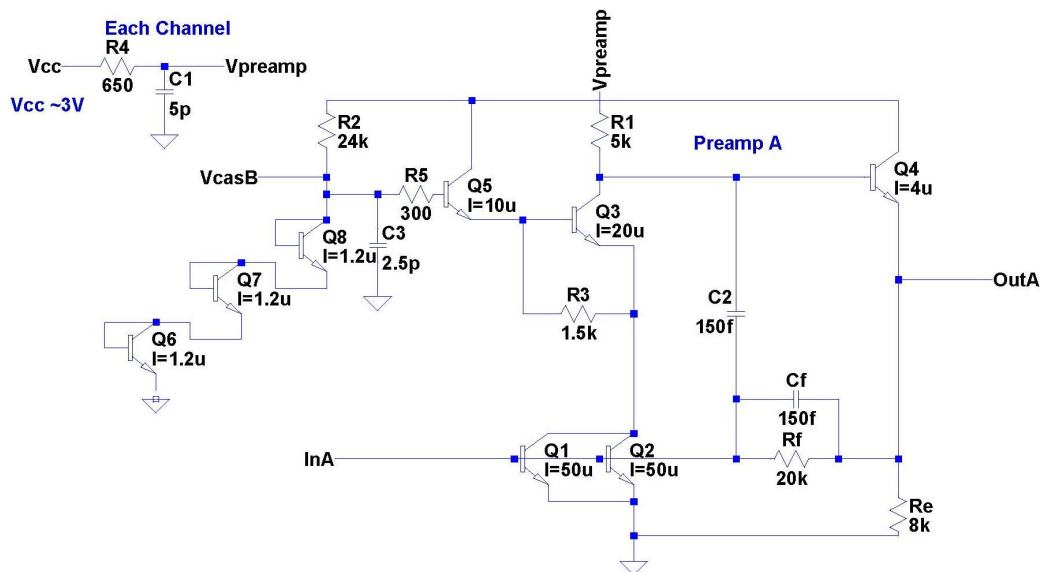 Each Channel
R4
Vcc
650
C1
5p
Vpreamp
Vcc ~3V
Vpreamp
R2
24k
R1
5k
Preamp A
VcasB
R5
300
Q5
I=10u
Q4
I=4u
Q3
I=20u
Q8
I=1.2u
C3
2.5p
Q7
I=1.2u
OutA
R3
1.5k
C2
150f
Q6
I=1.2u
Cf
150f
InA
Q1
I=50u
Q2
I=50u
Rf
20k
Re
8k